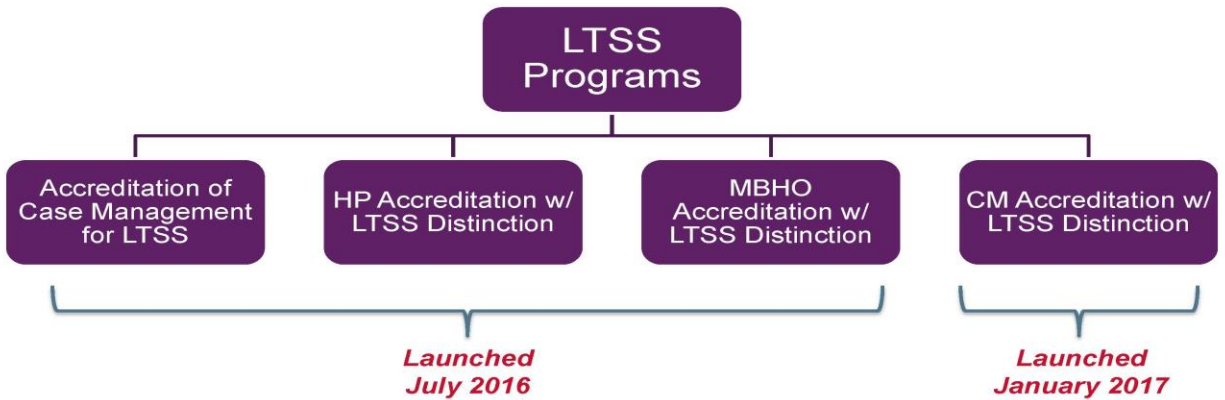 LTSS
Programs
Accreditation of
Case Management
for LTSS
HP Accreditation w/
LTSS Distinction
MBHO
Accreditation w/
LTSS Distinction
CM Accreditation w/
LTSS Distinction
Launched
July 2016
Launched
January 2017